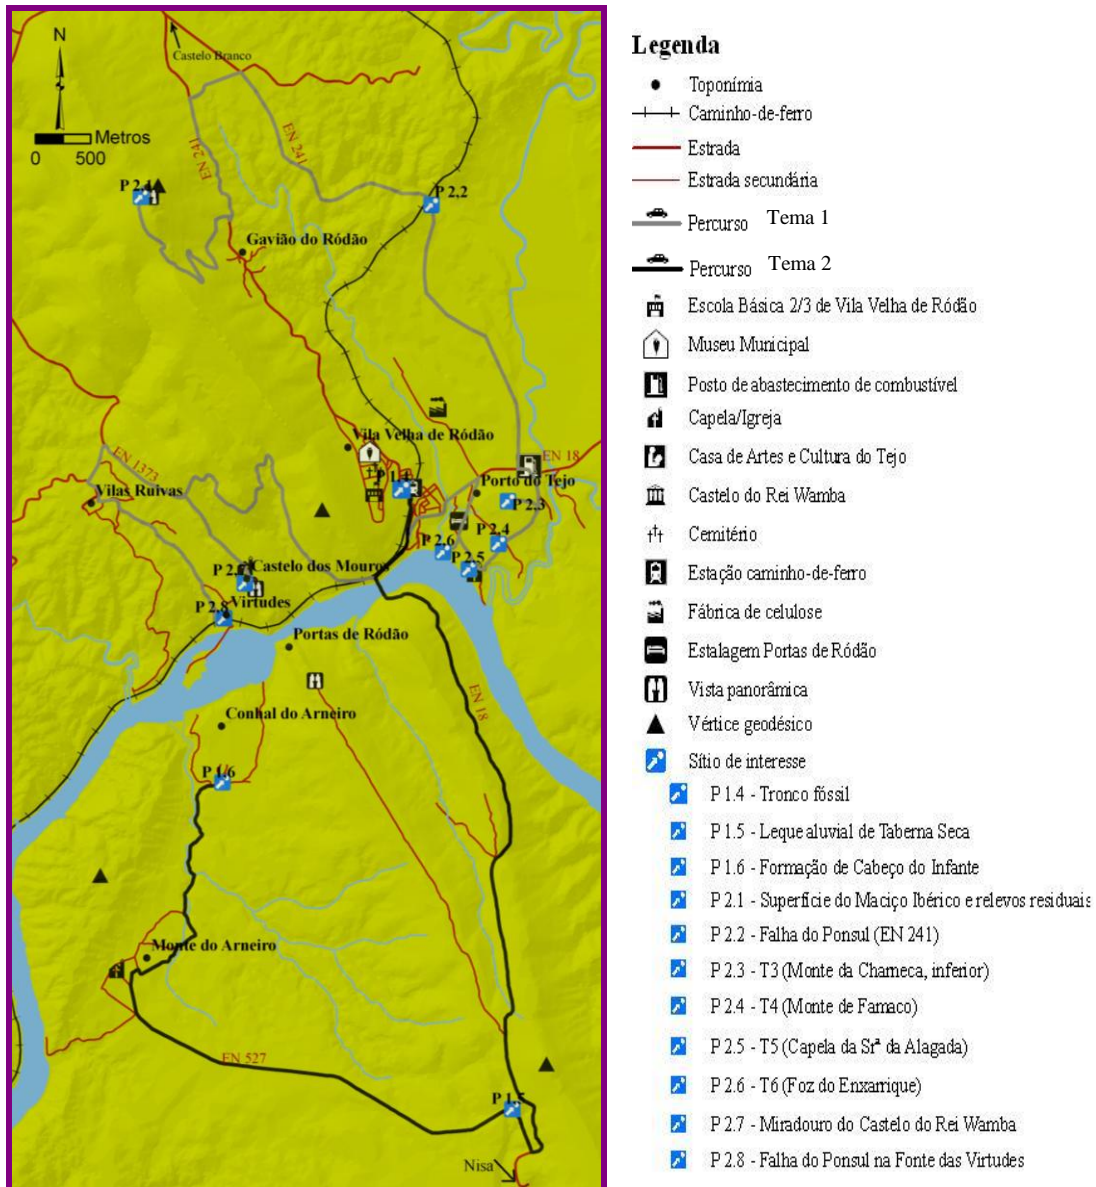 N
Castelo Branco
Metros
0 500
EN 241
EN 241
P 2.1
P 2.2
Gavião do Ródão
Vila Velha de Ródão
EN 1373
Vilas Ruivas
EN 18
Porto do Tejo
P 2.3
P 2.4
P 2.6
P 2.5
Castelo dos Mouros
P 2.8
Virtudes
Portas de Ródão
EN 18
Conhal do Arneiro
P 1.6
Monte do Arneiro
EN 527
P 1.5
Nisa
Legenda
Toponímia
Caminho-de-ferro
Estrada
Estrada secundária
Percurso Tema 1
Percurso Tema 2
Escola Básica 2/3 de Vila Velha de Ródão
Museu Municipal
Posto de abastecimento de combustível
Capela/Igreja
Casa de Artes e Cultura do Tejo
Castelo do Rei Wamba
Cemitério
Estação caminho-de-ferro
Fábrica de celulose
Estalagem Portas de Ródão
Vista panorâmica
Vértice geodésico
Sítio de interesse
P 1.4 - Tronco fóssil
P 1.5 - Leque aluvial de Taberna Seca
P 1.6 - Formação de Cabeço do Infante
P 2.1 - Superfície do Maciço Ibérico e relevos residuais
P 2.2 - Falha do Ponsul (EN 241)
P 2.3 - T3 (Monte da Charneca, inferior)
P 2.4 - T4 (Monte de Famaco)
P 2.5 - T5 (Capela da Srª da Alagada)
P 2.6 - T6 (Foz do Enxarrique)
P 2.7 - Miradouro do Castelo do Rei Wamba
P 2.8 - Falha do Ponsul na Fonte das Virtudes